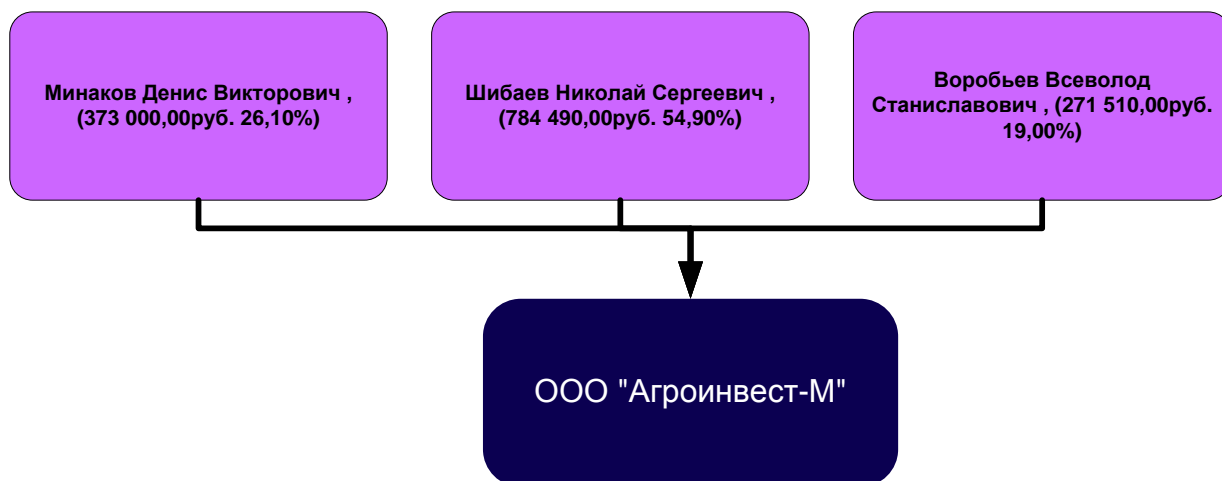 Минаков Денис Викторович ,
(373 000,00руб. 26,10%)
Шибаев Николай Сергеевич ,
(784 490,00руб. 54,90%)
Воробьев Всеволод
Станиславович , (271 510,00руб.
19,00%)
ООО "Агроинвест-М"